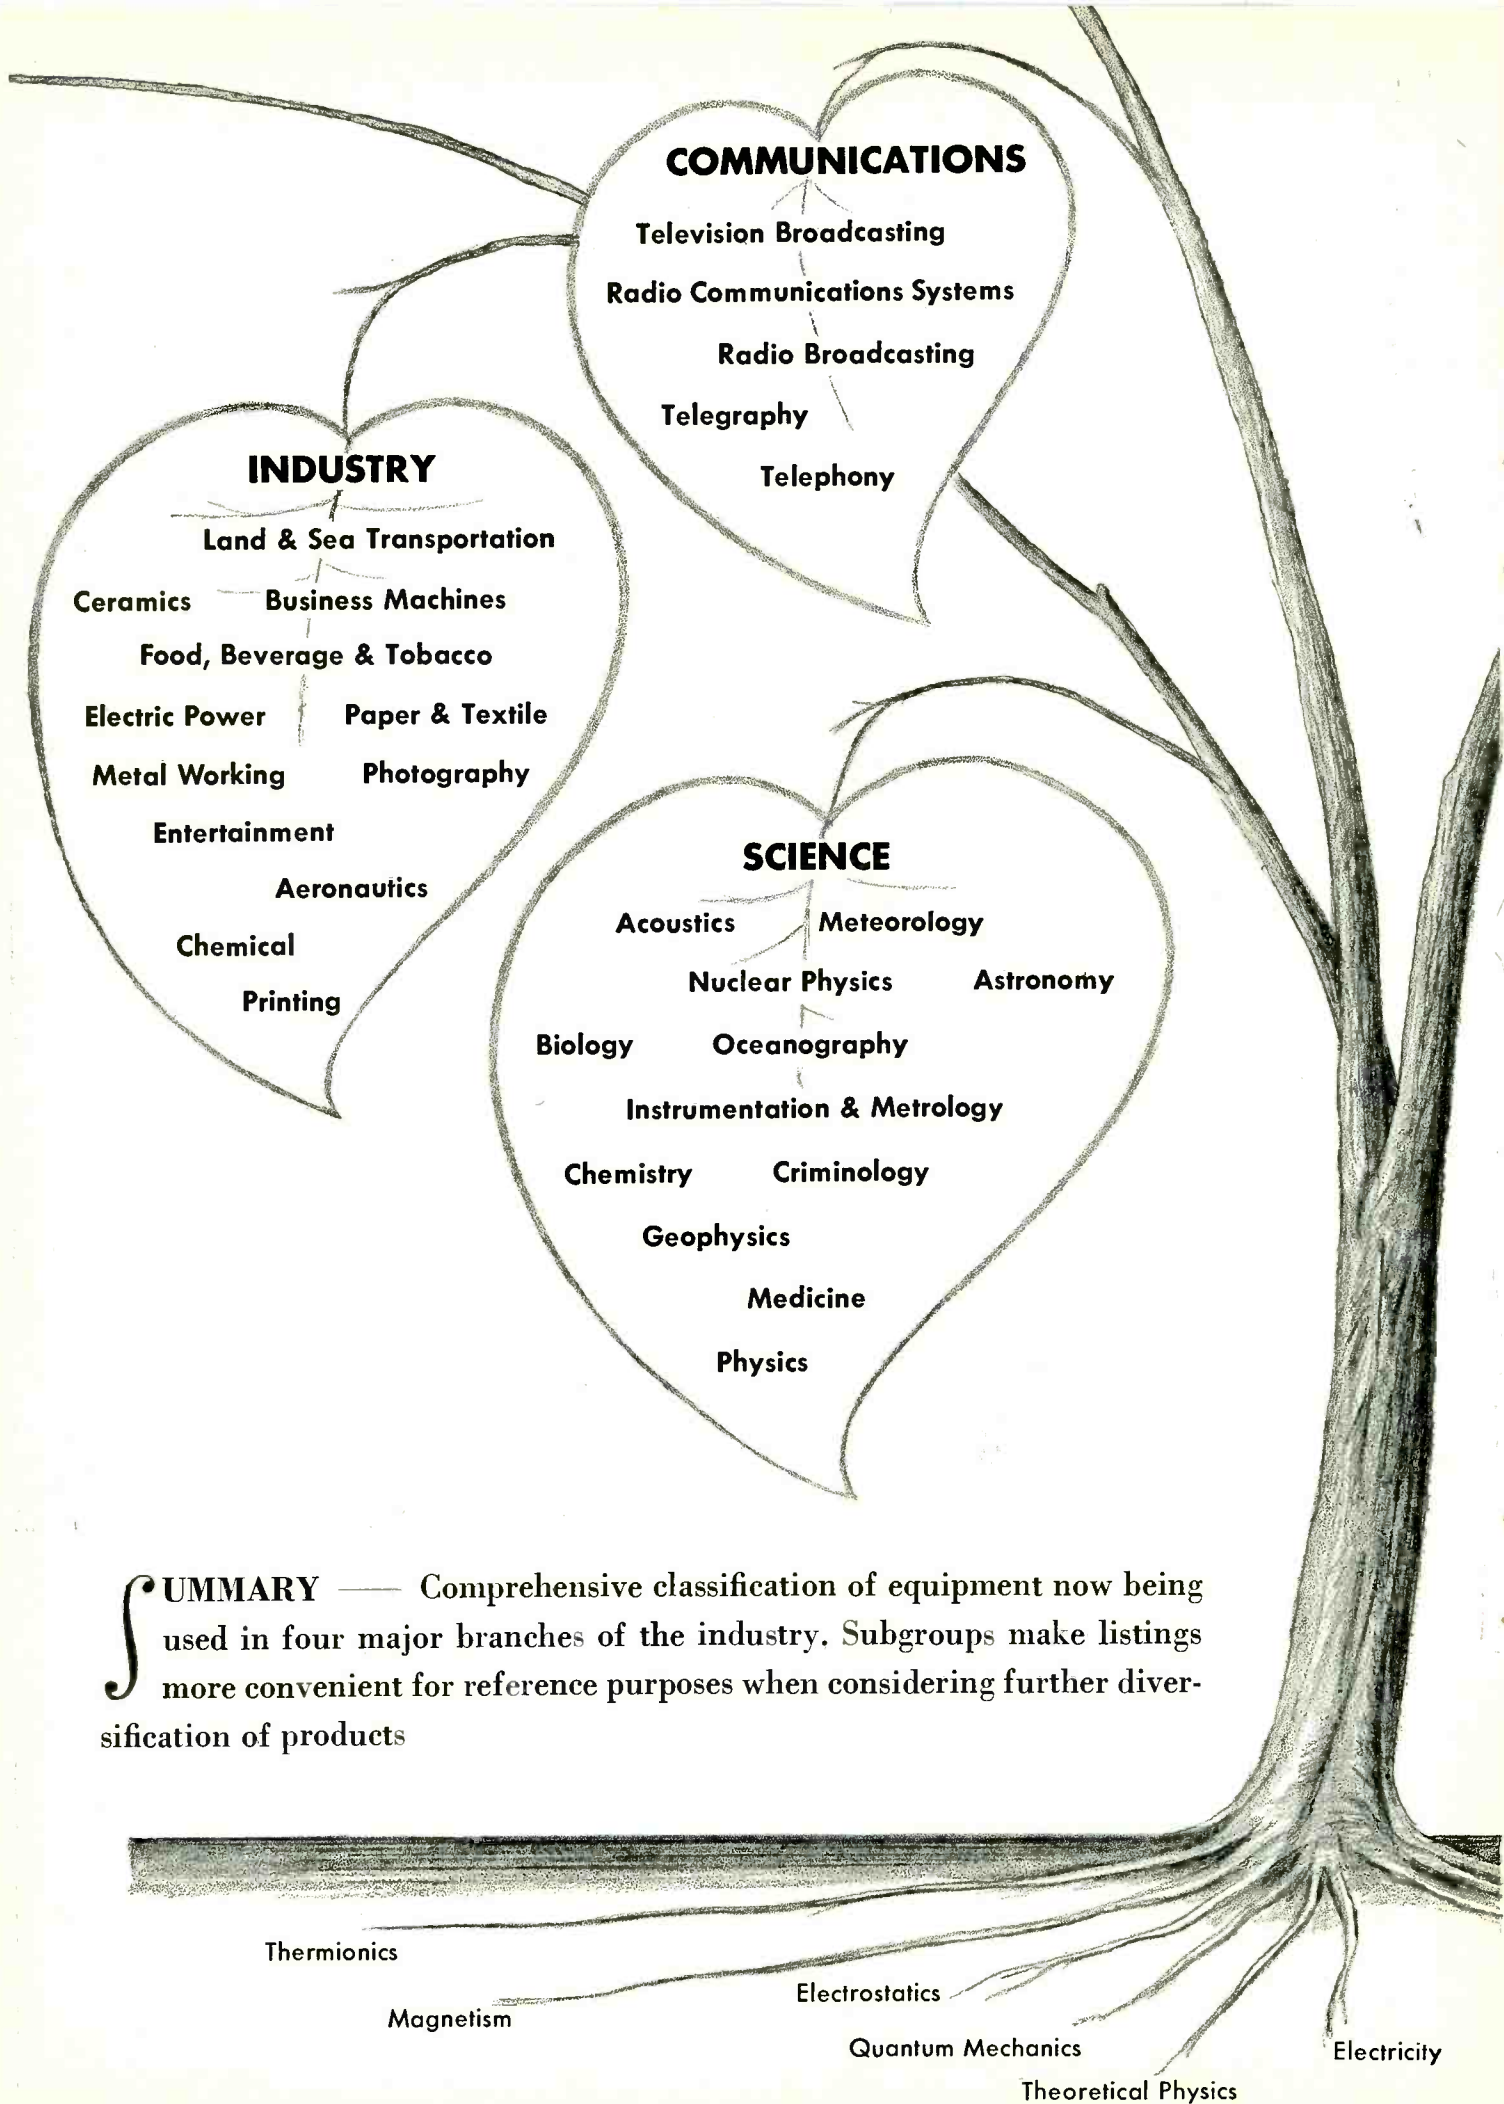 COMMUNICATIONS
Television Broadcasting
Radio Communications Systems
Radio Broadcasting
Telegraphy
Telephony
INDUSTRY
Land & Sea Transportation
Ceramics
Business Machines
Food, Beverage & Tobacco
Electric Power
Paper & Textile
Metal Working
Photography
Entertainment
Aeronautics
Chemical
Printing
SCIENCE
Acoustics
Meteorology
Nuclear Physics
Astronomy
Biology
Oceanography
Instrumentation & Metrology
Chemistry
Criminology
Geophysics
Medicine
Physics
SUMMARY —— Comprehensive classification of equipment now being
used in four major branches of the industry. Subgroups make listings
more convenient for reference purposes when considering further diver-
sification of products
Thermionics
Magnetism
Electrostatics
Quantum Mechanics
Theoretical Physics
Electricity